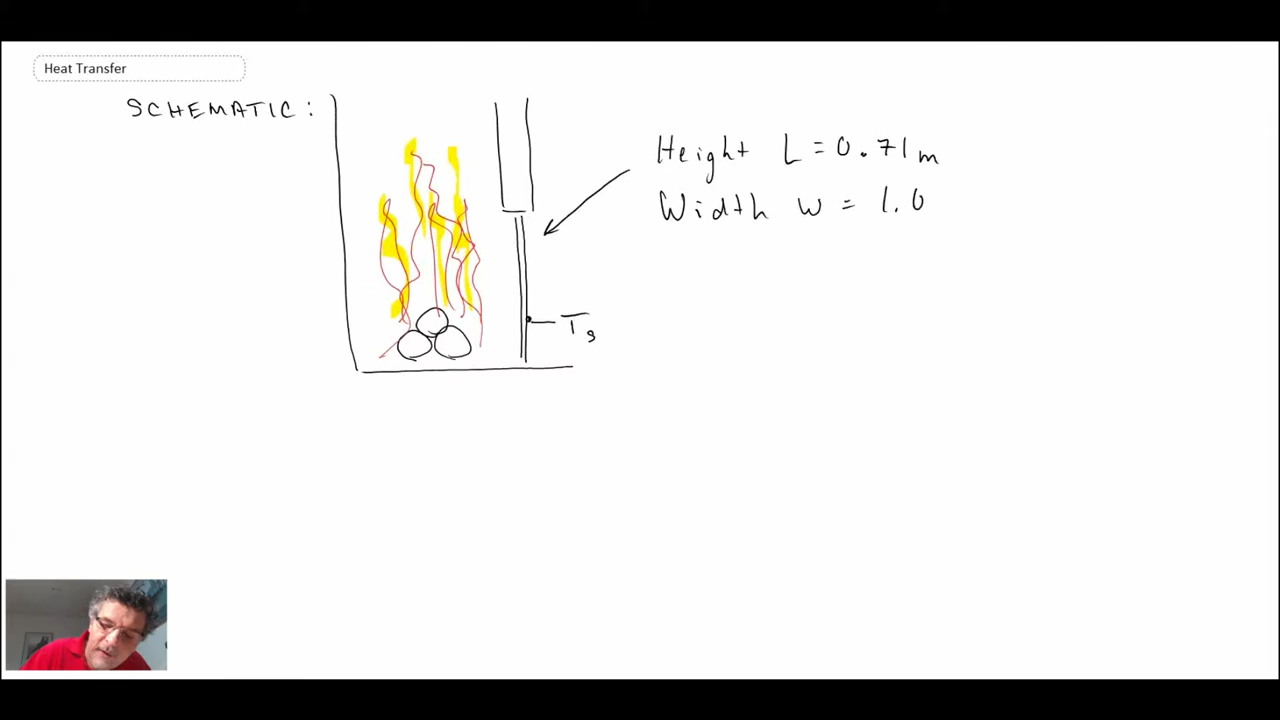 Heat Transfer
SCHEMATIC:
Height L = 0.71 m
Width w = 1.0
Ts